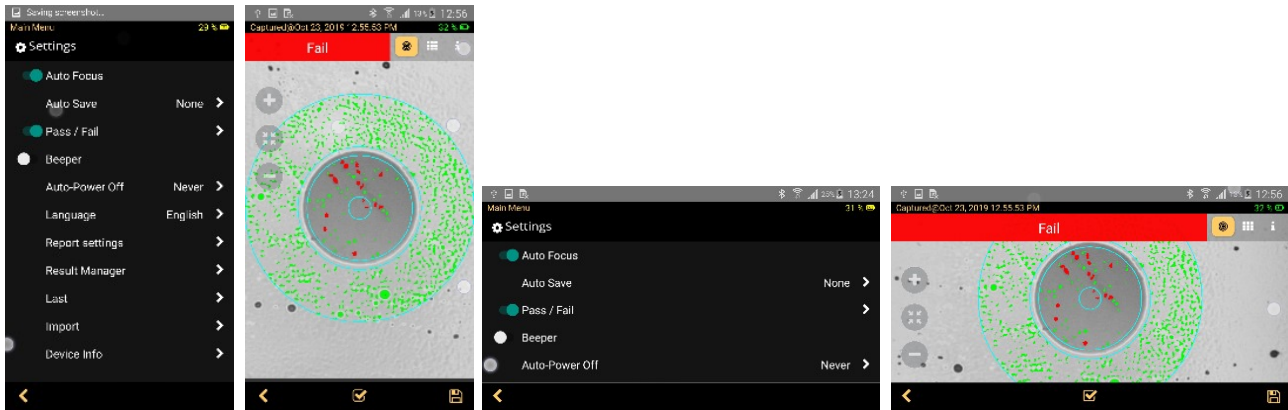 Saving screenshot...
Main Menu 29 %
Settings
Auto Focus
Auto Save None
Pass / Fail
Beeper
Auto-Power Off Never
Language English
Report settings
Result Manager
Last
Import
Device Info
12:56
Captured@Oct 23, 2019 12.55.53 PM 32 %
Fail
13:24
Main Menu 31 %
Settings
Auto Focus
Auto Save None
Pass / Fail
Beeper
Auto-Power Off Never
12:56
Captured@Oct 23, 2019 12.55.53 PM 32 %
Fail